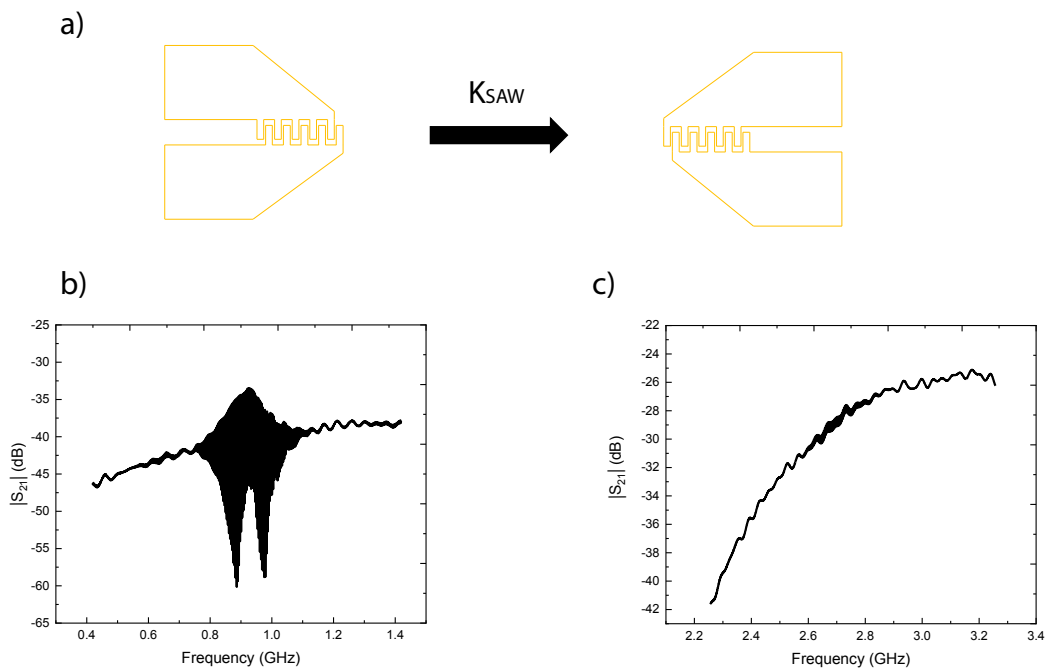 a)
KSAW
b)
c)
-25
-30
-35
-40
-45
-50
-55
-60
-65
|S21| (dB)
0.4 0.6 0.8 1.0 1.2 1.4
Frequency (GHz)
-22
-24
-26
-28
-30
-32
-34
-36
-38
-40
-42
|S21| (dB)
2.2 2.4 2.6 2.8 3.0 3.2 3.4
Frequency (GHz)